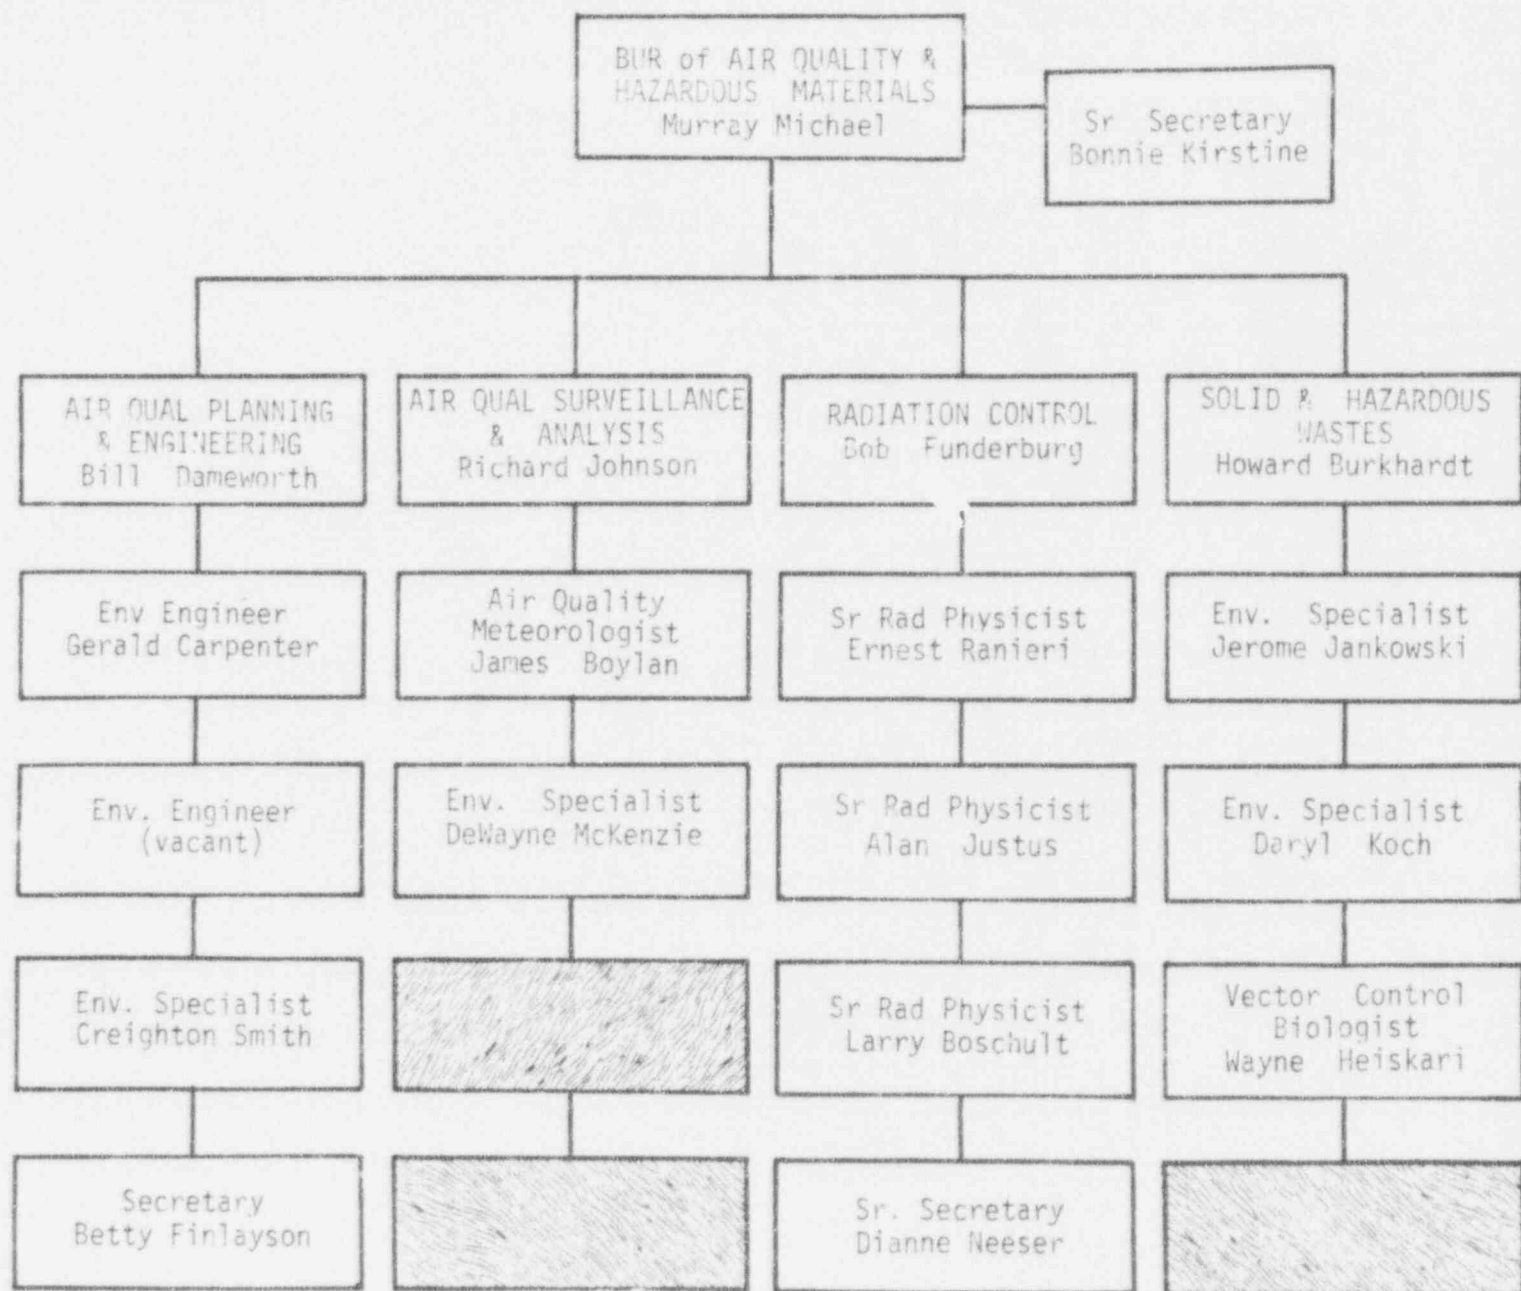 BUR of AIR QUALITY &
HAZARDOUS MATERIALS
Murray Michael
Sr Secretary
Bonnie Kirstine
AIR QUAL PLANNING
& ENGINEERING
Bill Dameworth
AIR QUAL SURVEILLANCE
& ANALYSIS
Richard Johnson
RADIATION CONTROL
Bob Funderburg
SOLID & HAZARDOUS
WASTES
Howard Burkhardt
Env Engineer
Gerald Carpenter
Air Quality
Meteorologist
James Boylan
Sr Rad Physicist
Ernest Ranieri
Env. Specialist
Jerome Jankowski
Env. Engineer
(vacant)
Env. Specialist
DeWayne McKenzie
Sr Rad Physicist
Alan Justus
Env. Specialist
Daryl Koch
Env. Specialist
Creighton Smith
Sr Rad Physicist
Larry Boschult
Vector Control
Biologist
Wayne Heiskari
Secretary
Betty Finlayson
Sr. Secretary
Dianne Neeser